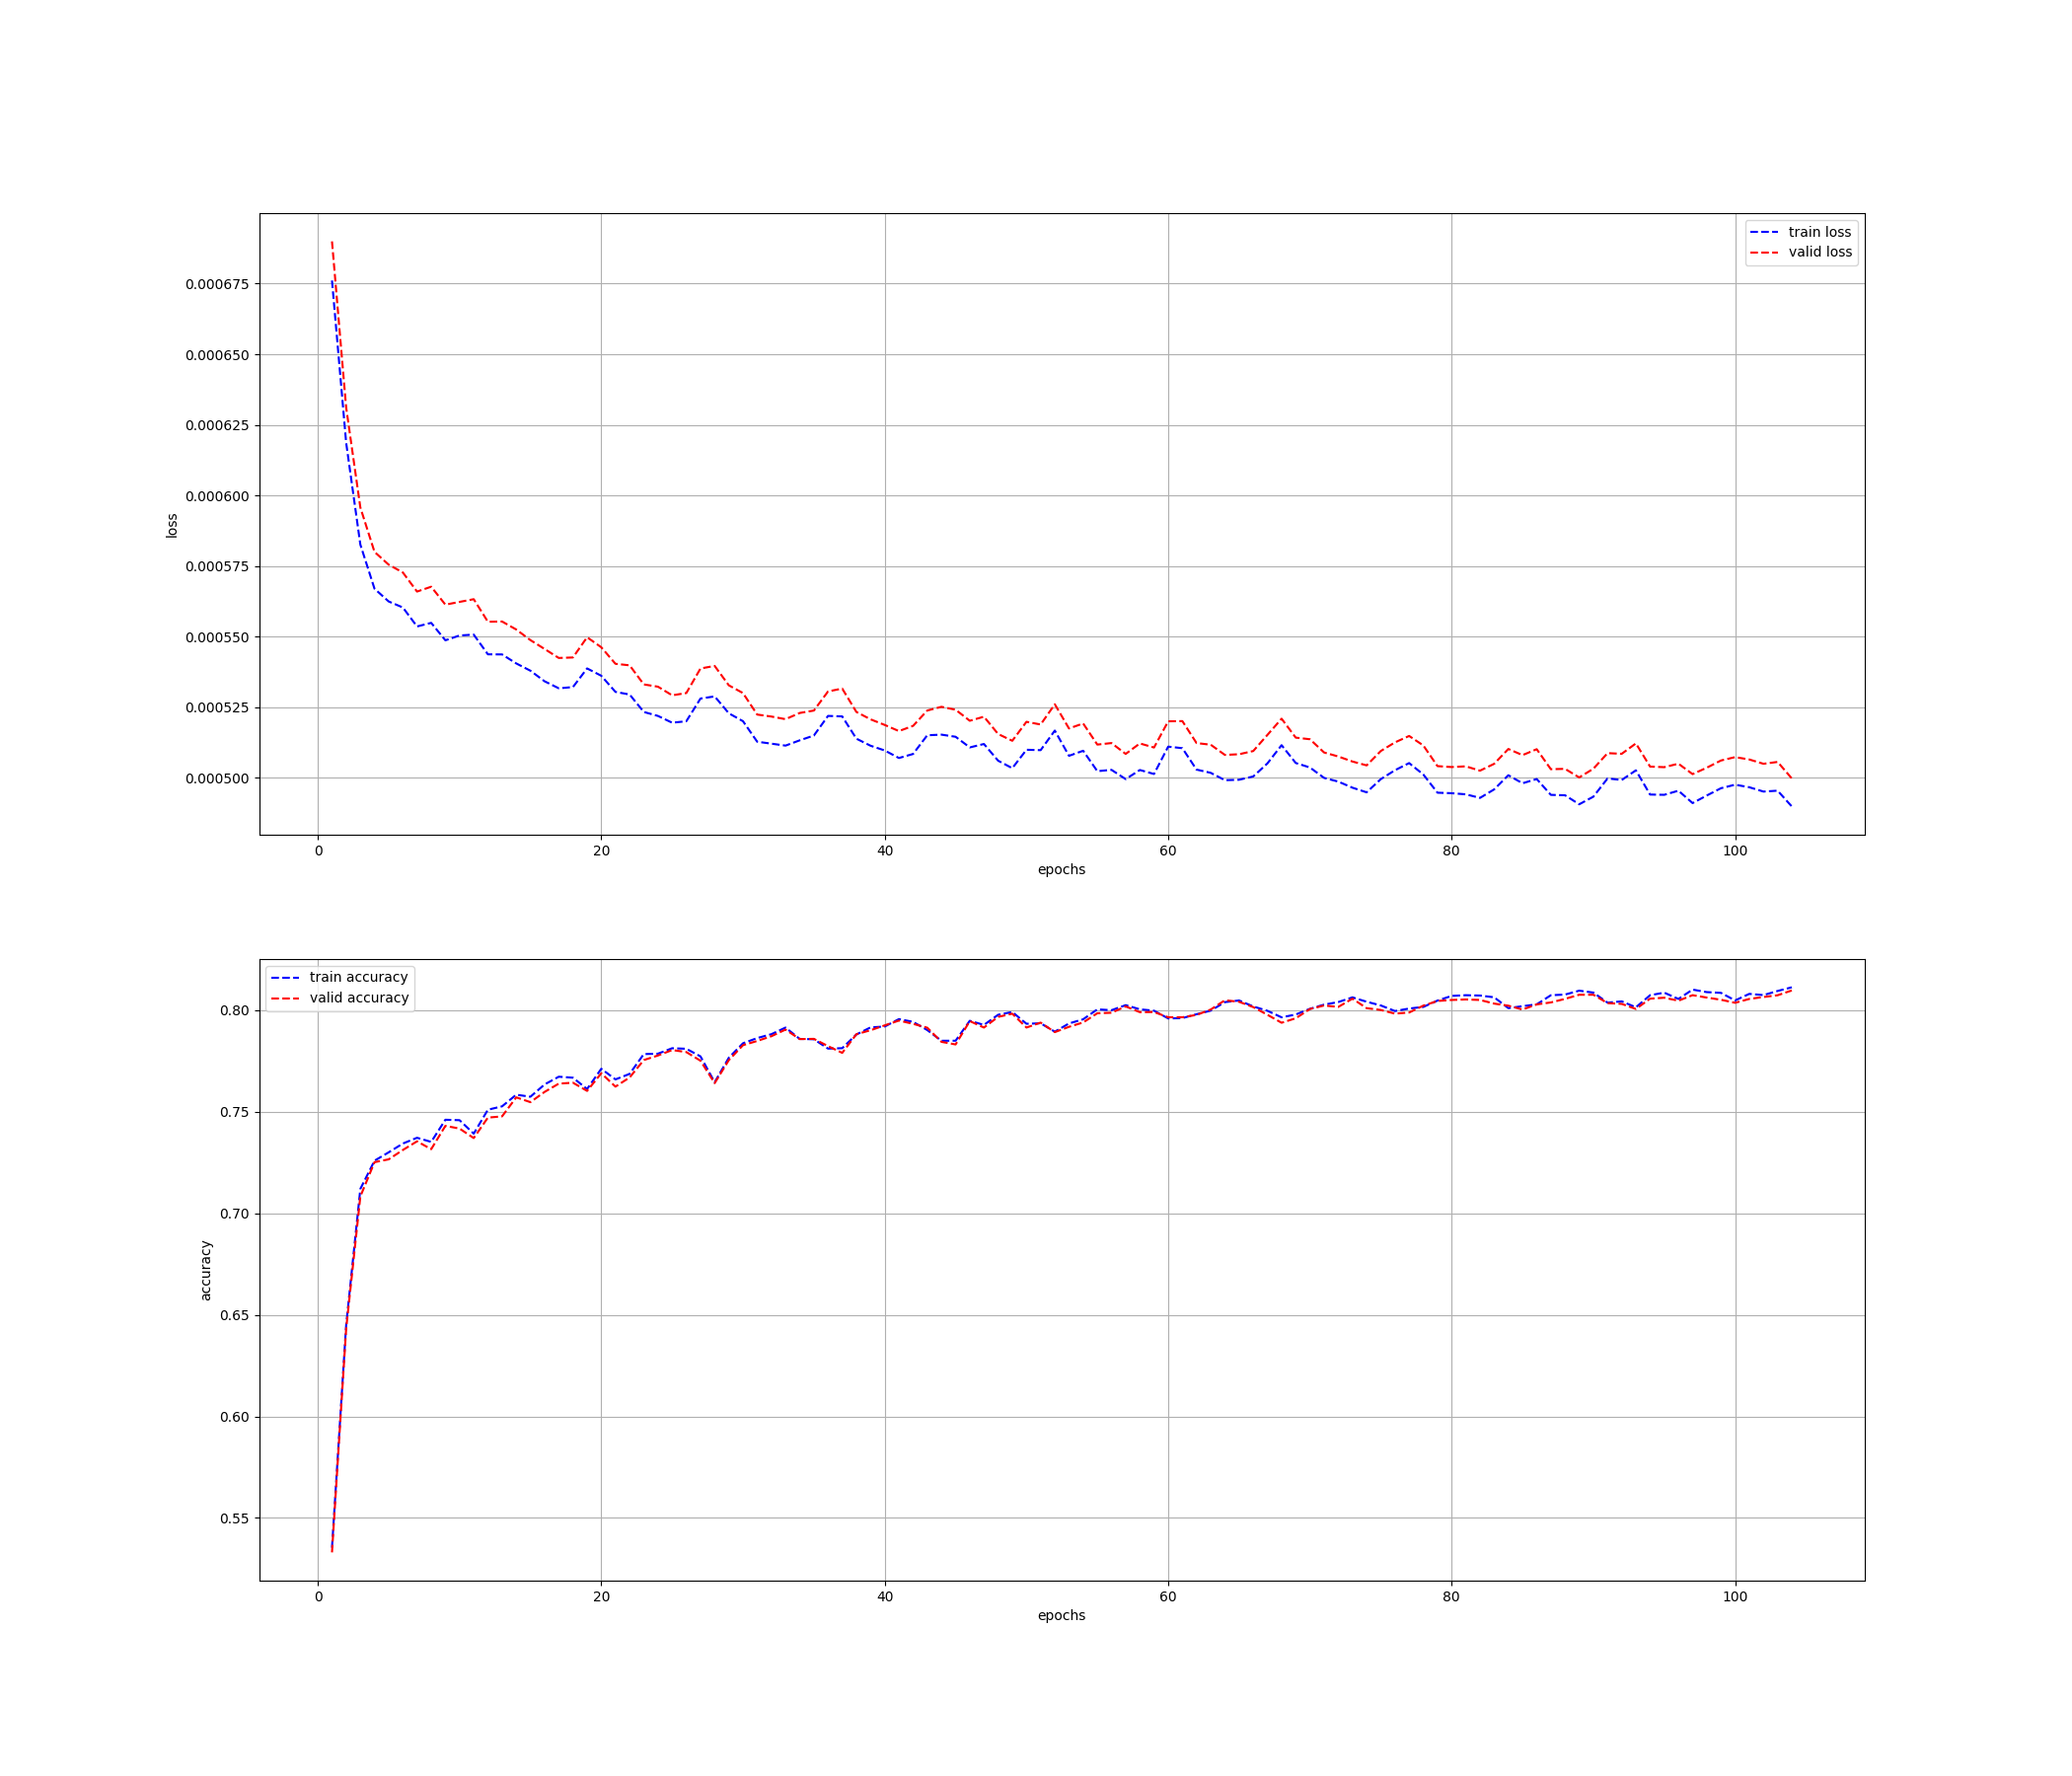 train loss
valid loss
0.000675
0.000650
0.000625
0.000600
0.000575
0.000550
0.000525
0.000500
loss
0 20 40 60 80 100
epochs
train accuracy
valid accuracy
0.80
0.75
0.70
0.65
0.60
0.55
accuracy
0 20 40 60 80 100
epochs